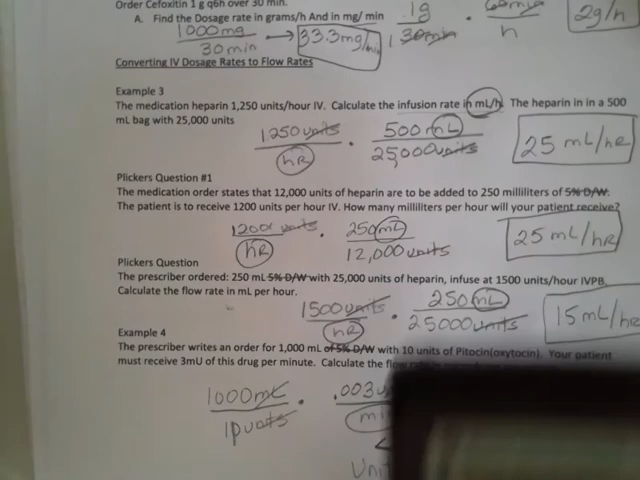 Order Cefoxitin 1 g q6h over 30 min.
A. Find the Dosage rate in grams/h And in mg/ min
1g / 30min · 60min / h 2g/h
1000mg / 30min → 33.3mg/min
Converting IV Dosage Rates to Flow Rates
Example 3
The medication heparin 1,250 units/hour IV. Calculate the infusion rate in mL/h. The heparin in in a 500
mL bag with 25,000 units
1250 units / HR · 500 mL / 25,000 units 25 mL/HR
Plickers Question #1
The medication order states that 12,000 units of heparin are to be added to 250 milliliters of 5% D/W.
The patient is to receive 1200 units per hour IV. How many milliliters per hour will your patient receive?
1200 units / HR · 250 mL / 12,000 units 25 mL/HR
Plickers Question
The prescriber ordered: 250 mL 5% D/W with 25,000 units of heparin, infuse at 1500 units/hour IVPB.
Calculate the flow rate in mL per hour.
1500 units / HR · 250 mL / 25000 units 15 mL/HR
Example 4
The prescriber writes an order for 1,000 mL of 5% D/W with 10 units of Pitocin(oxytocin). Your patient
must receive 3mU of this drug per minute. Calculate the
1000mL / 10 units · .003